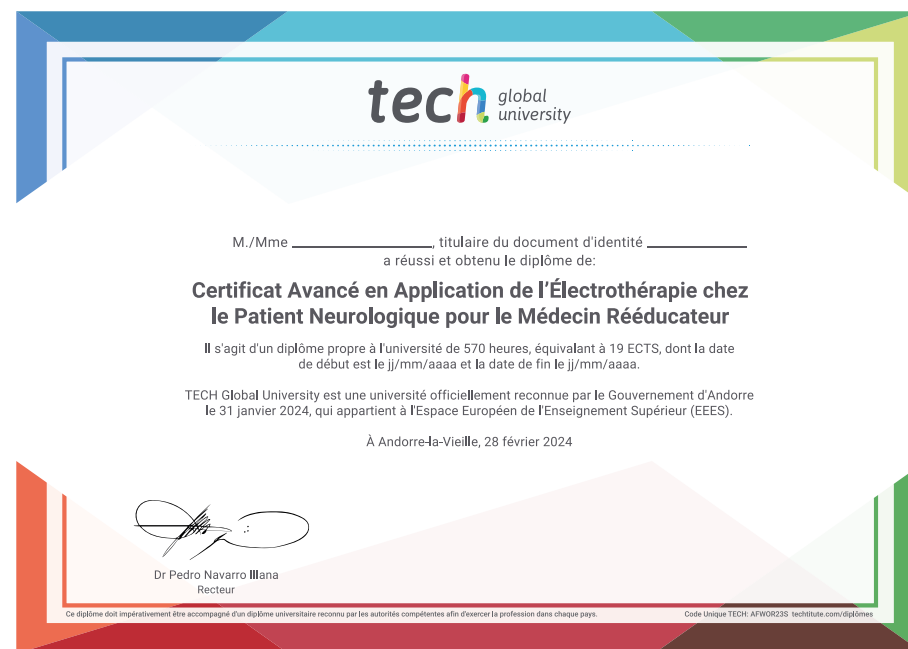 tech global university
M./Mme ________________, titulaire du document d'identité ____________
a réussi et obtenu le diplôme de:
Certificat Avancé en Application de l'Électrothérapie chez
le Patient Neurologique pour le Médecin Rééducateur
Il s'agit d'un diplôme propre à l'université de 570 heures, équivalant à 19 ECTS, dont la date
de début est le jj/mm/aaaa et la date de fin le jj/mm/aaaa.
TECH Global University est une université officiellement reconnue par le Gouvernement d'Andorre
le 31 janvier 2024, qui appartient à l'Espace Européen de l'Enseignement Supérieur (EEES).
À Andorre-la-Vieille, 28 février 2024
Dr Pedro Navarro Illana
Recteur
Ce diplôme doit impérativement être accompagné d'un diplôme universitaire reconnu par les autorités compétentes afin d'exercer la profession dans chaque pays.
Code Unique TECH: AFWOR23S techtitute.com/diplômes